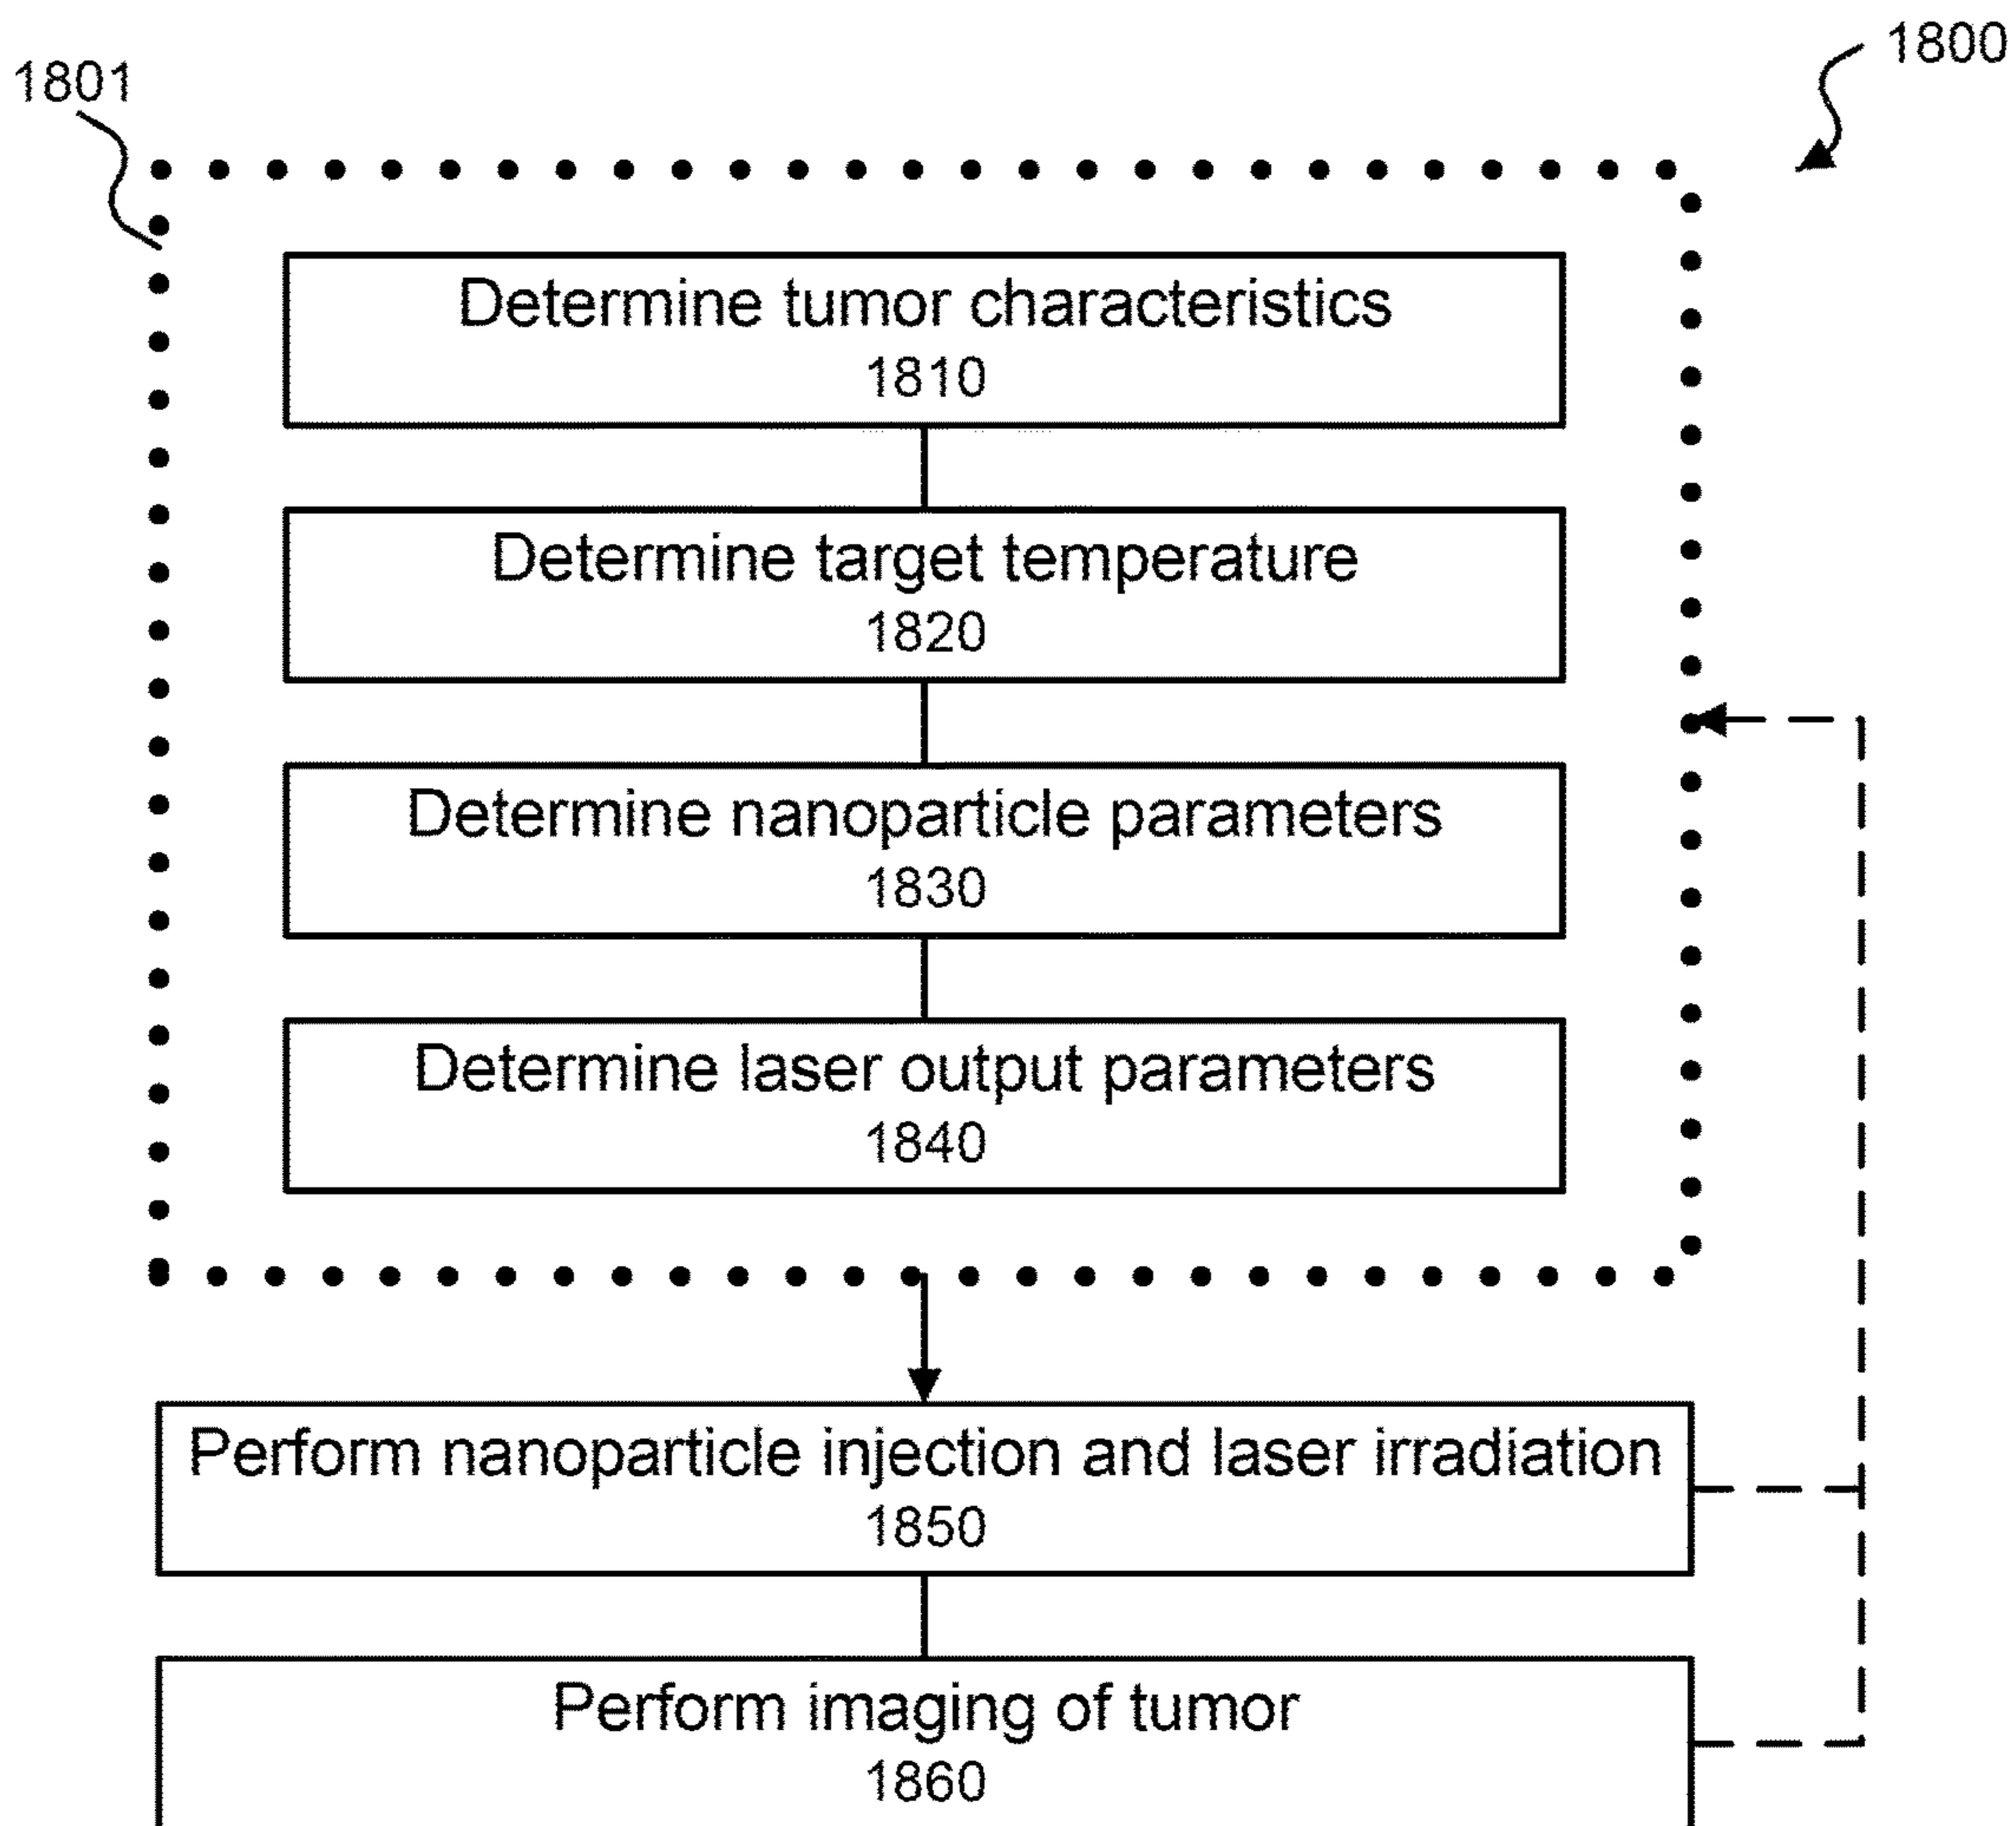 1800
1801
Determine tumor characteristics
1810
Determine target temperature
1820
Determine nanoparticle parameters
1830
Determine laser output parameters
1840
Perform nanoparticle injection and laser irradiation
1850
Perform imaging of tumor
1860